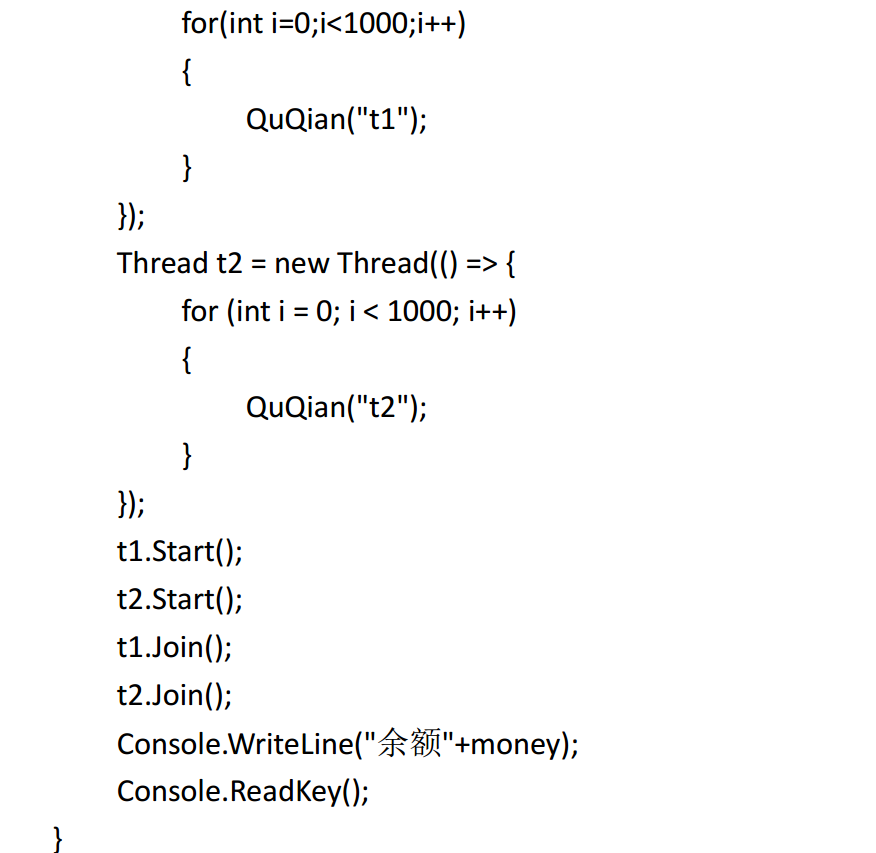 for(int i=0;i<1000;i++)
{
QuQian("t1");
}
});
Thread t2 = new Thread(() => {
for (int i = 0; i < 1000; i++)
{
QuQian("t2");
}
});
t1.Start();
t2.Start();
t1.Join();
t2.Join();
Console.WriteLine("余额"+money);
Console.ReadKey();
}